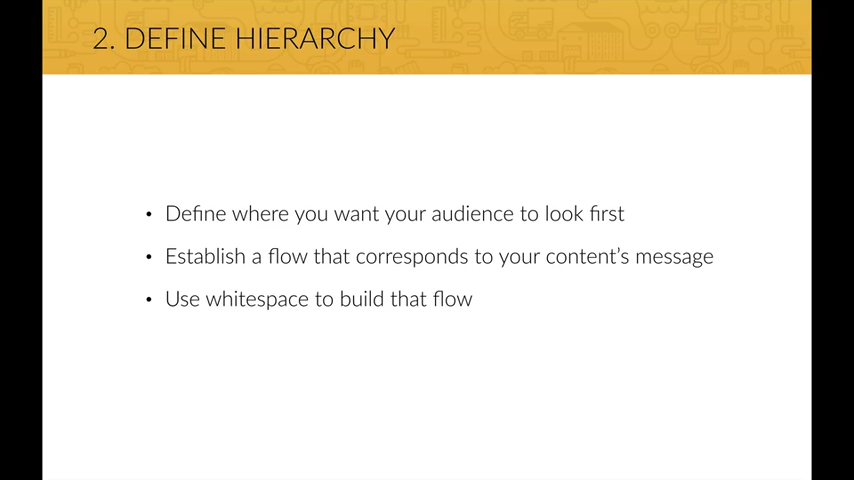 2. DEFINE HIERARCHY
• Define where you want your audience to look first
• Establish a flow that corresponds to your content’s message
• Use whitespace to build that flow